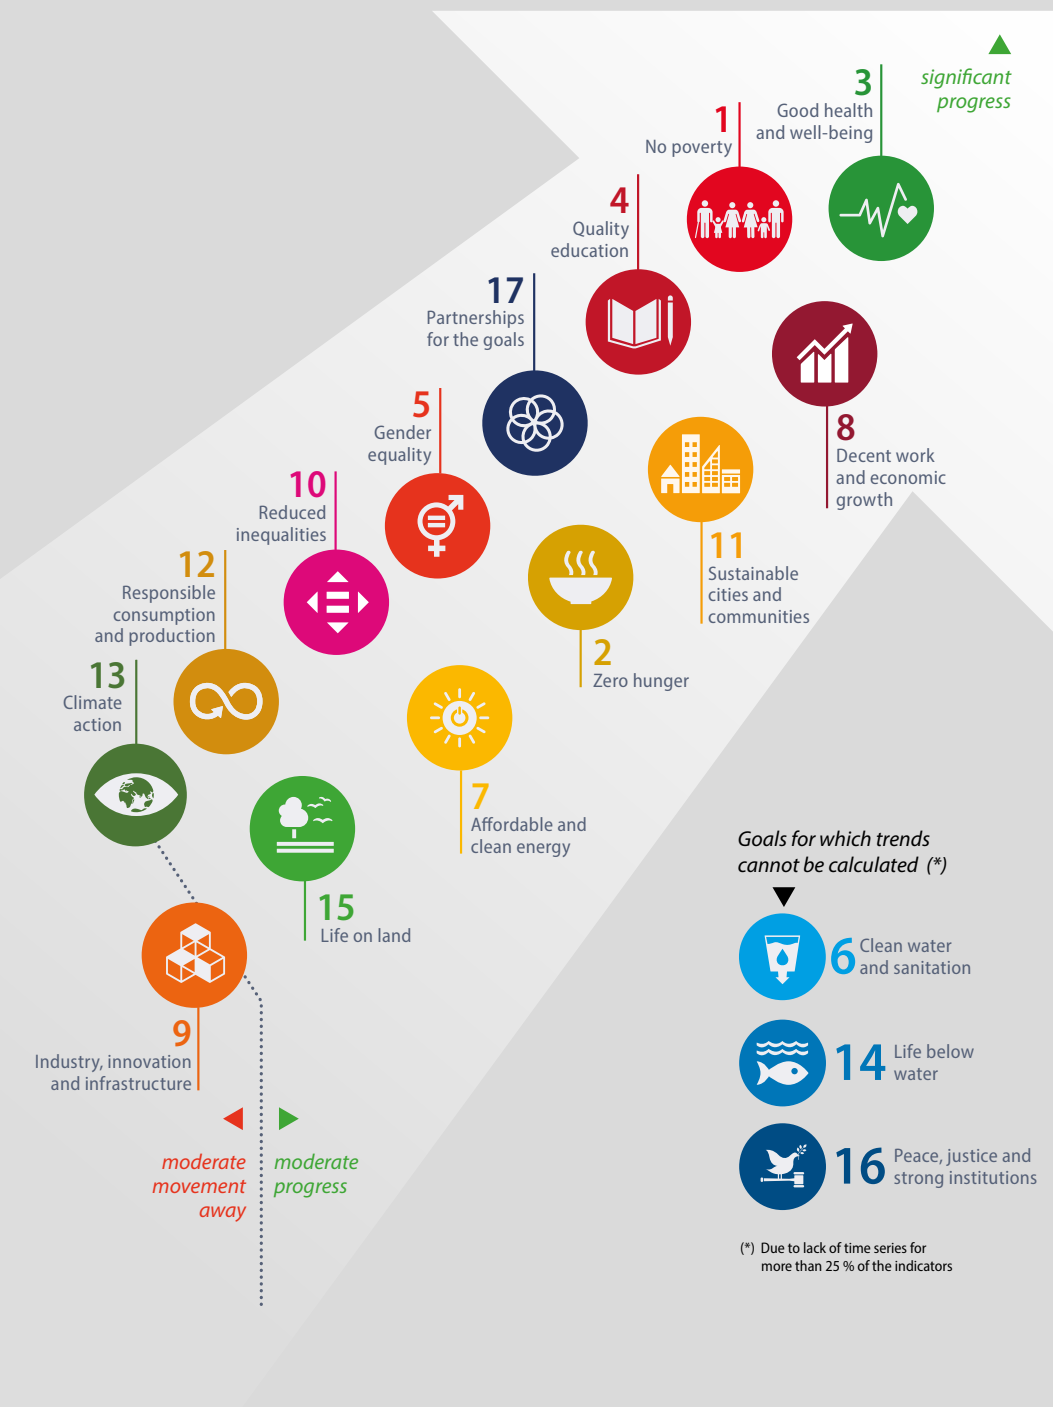 significant
progress
3
Good health
and well-being
1
No poverty
4
Quality
education
17
Partnerships
for the goals
5
Gender
equality
8
Decent work
and economic
growth
10
Reduced
inequalities
11
Sustainable
cities and
communities
12
Responsible
consumption
and production
2
Zero hunger
13
Climate
action
7
Affordable and
clean energy
15
Life on land
9
Industry, innovation
and infrastructure
moderate
movement
away
moderate
progress
Goals for which trends
cannot be calculated (*)
6 Clean water
and sanitation
14 Life below
water
16 Peace, justice and
strong institutions
(*) Due to lack of time series for
more than 25 % of the indicators